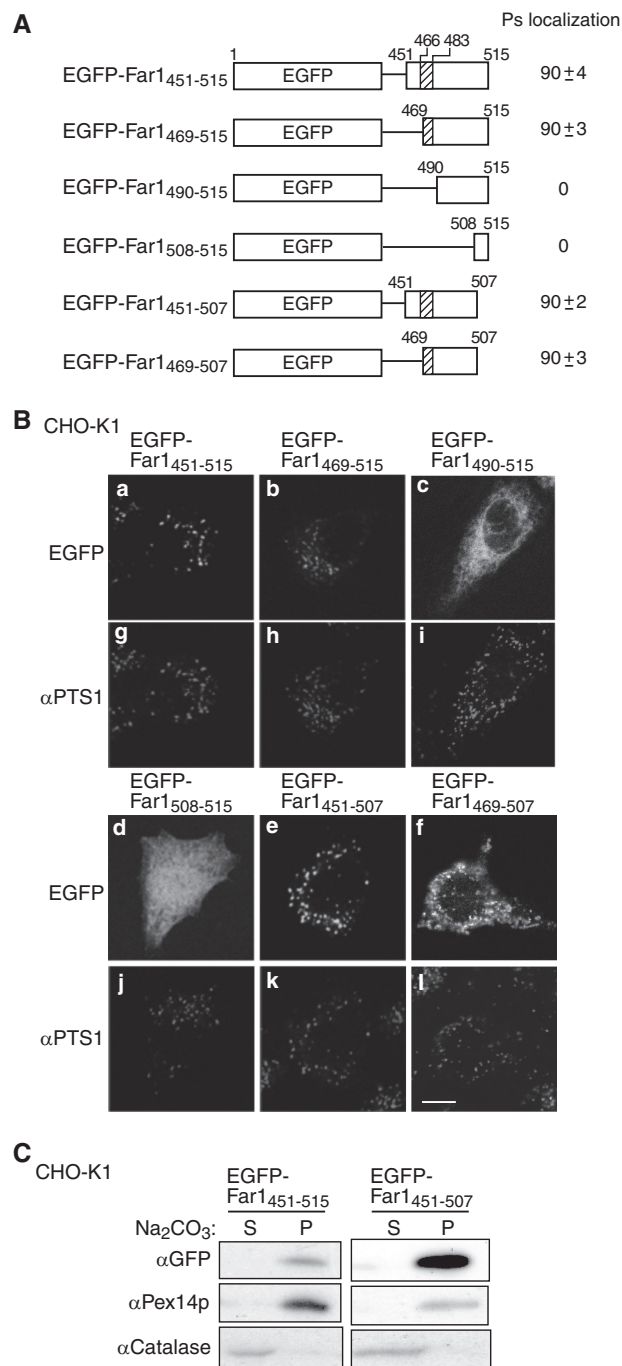 A
Ps localization
1 451 466 483 515
EGFP-Far1451-515 EGFP 90±4
469 515
EGFP-Far1469-515 EGFP 90±3
490 515
EGFP-Far1490-515 EGFP 0
508 515
EGFP-Far1508-515 EGFP 0
451 507
EGFP-Far1451-507 EGFP 90±2
469 507
EGFP-Far1469-507 EGFP 90±3
B CHO-K1
EGFP- EGFP- EGFP-
Far1451-515 Far1469-515 Far1490-515
a b c
EGFP
g h i
αPTS1
EGFP- EGFP- EGFP-
Far1508-515 Far1451-507 Far1469-507
d e f
EGFP
j k l
αPTS1
C CHO-K1
EGFP- EGFP-
Far1451-515 Far1451-507
Na2CO3: S P S P
αGFP
αPex14p
αCatalase